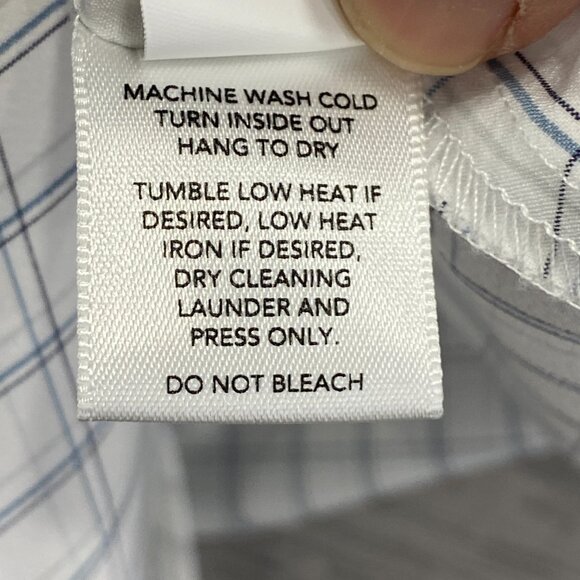 MACHINE WASH COLD
TURN INSIDE OUT
HANG TO DRY
TUMBLE LOW HEAT IF
DESIRED, LOW HEAT
IRON IF DESIRED,
DRY CLEANING
LAUNDER AND
PRESS ONLY.
DO NOT BLEACH